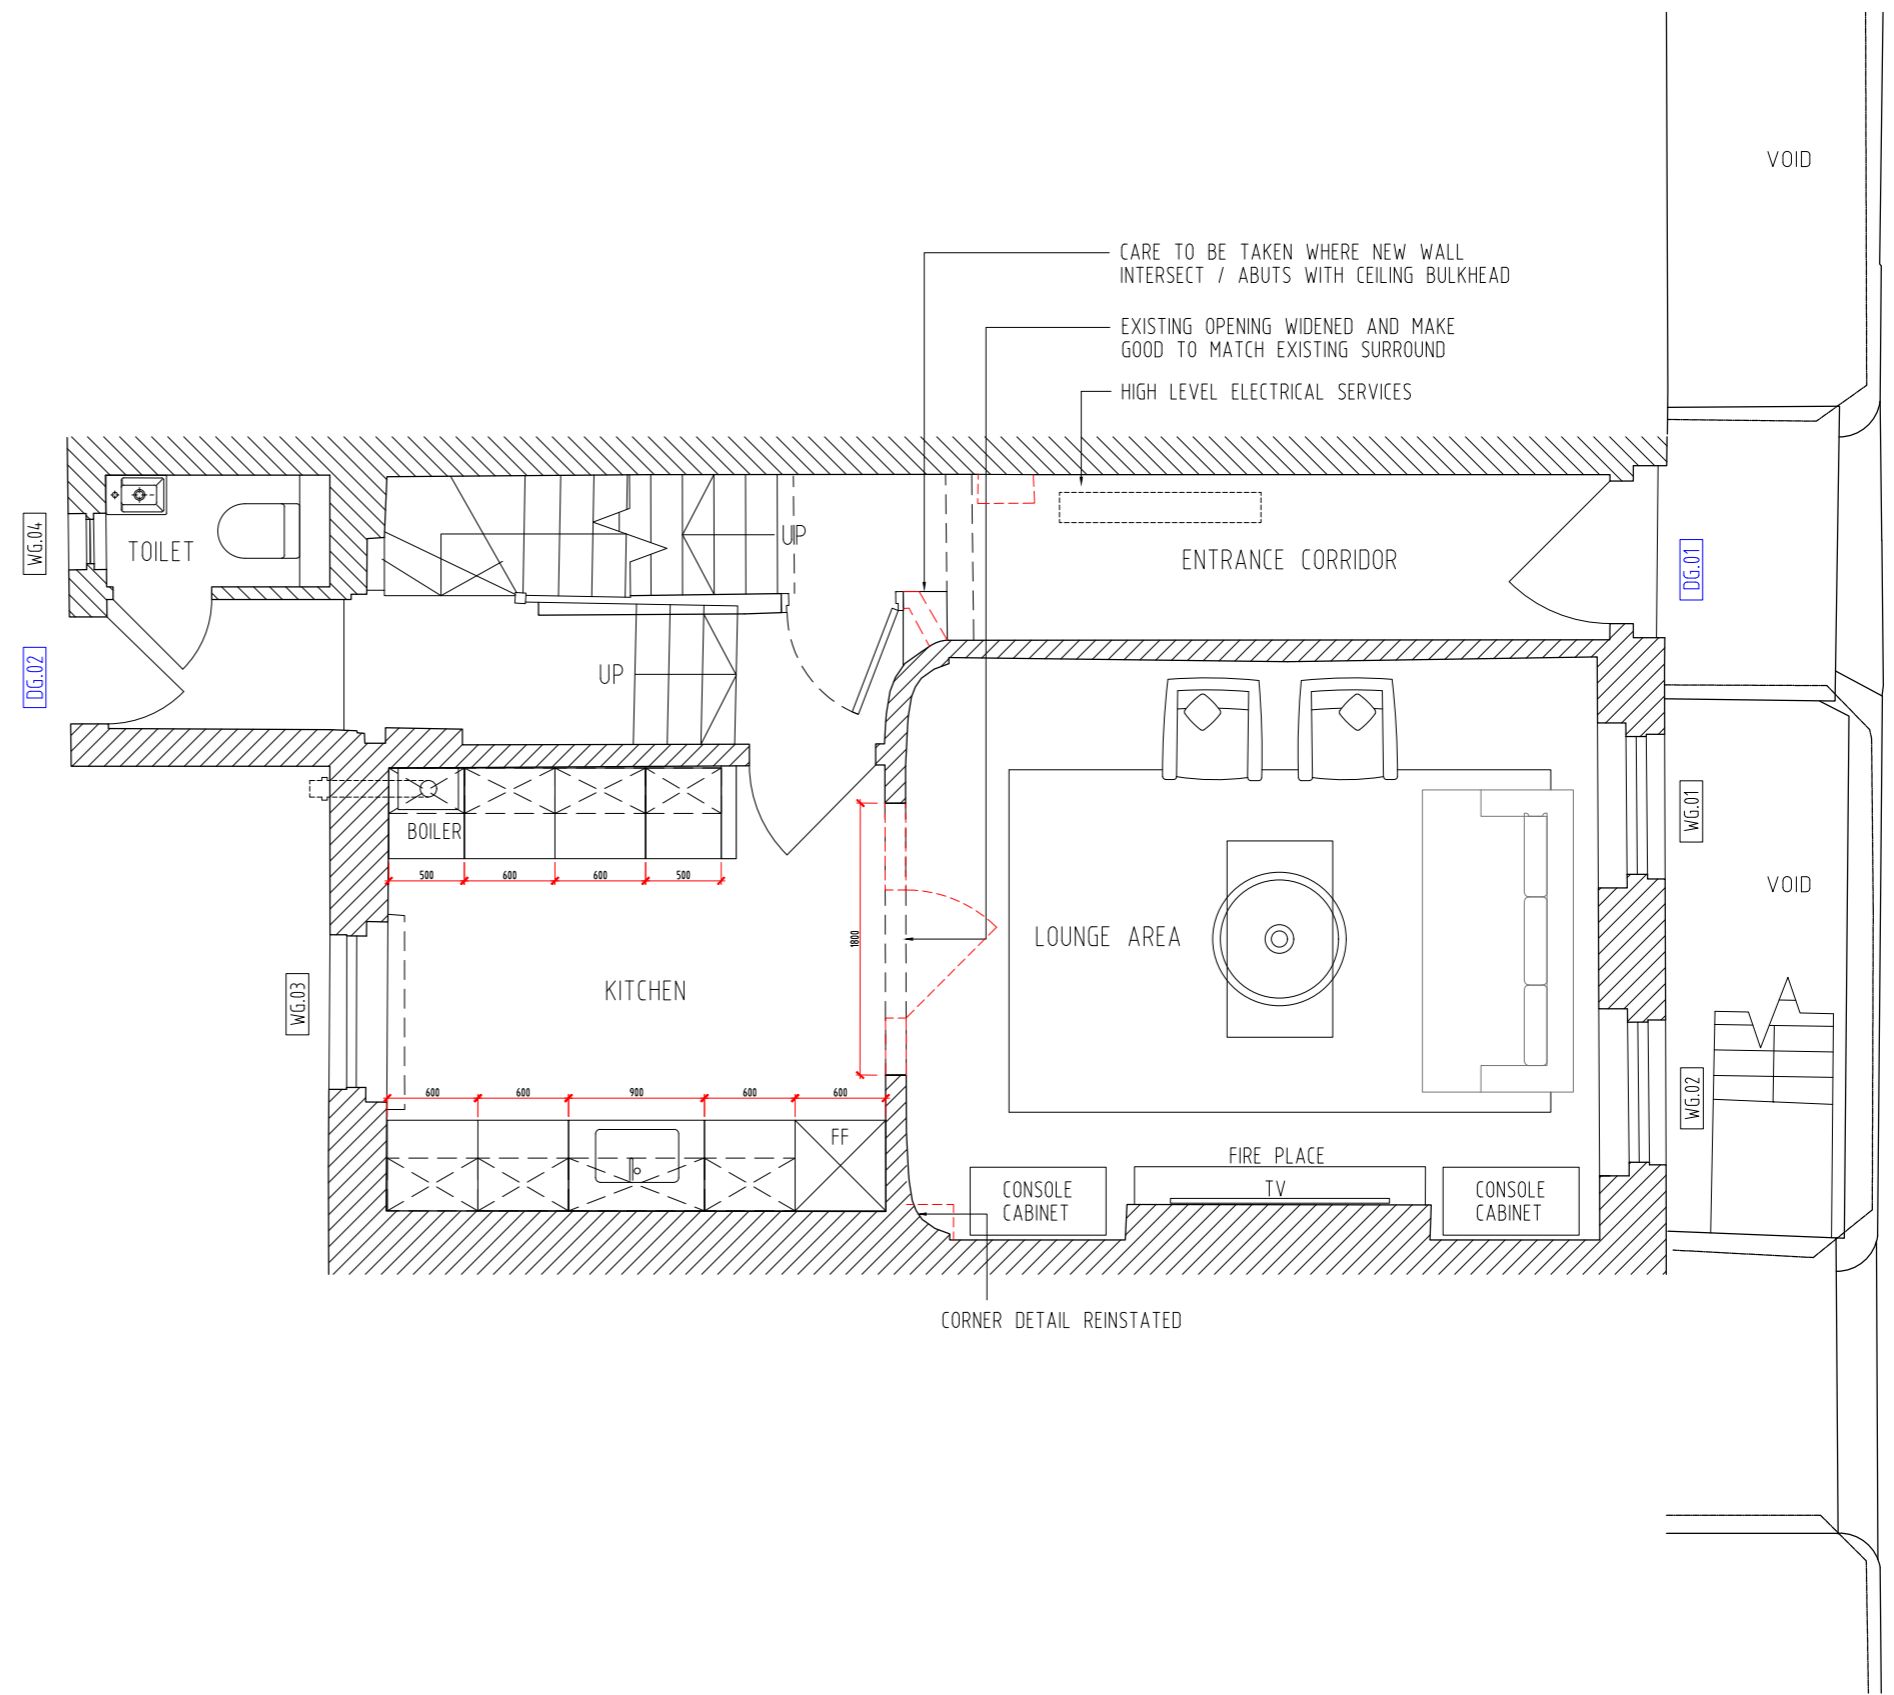 VOID
CARE TO BE TAKEN WHERE NEW WALL
INTERSECT / ABUTS WITH CEILING BULKHEAD
EXISTING OPENING WIDENED AND MAKE
GOOD TO MATCH EXISTING SURROUND
HIGH LEVEL ELECTRICAL SERVICES
WG.04
TOILET
UP
ENTRANCE CORRIDOR
DG.01
DG.02
UP
BOILER
WG.01
500
600
600
500
VOID
1800
LOUNGE AREA
KITCHEN
WG.03
600
600
900
600
600
WG.02
FF
FIRE PLACE
TV
CONSOLE
CABINET
CONSOLE
CABINET
CORNER DETAIL REINSTATED